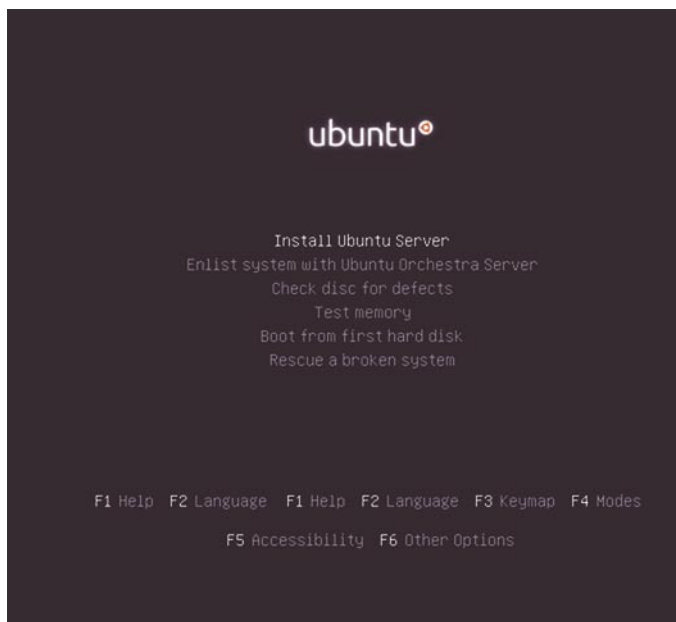 ubuntu
Install Ubuntu Server
Enlist system with Ubuntu Orchestra Server
Check disc for defects
Test memory
Boot from first hard disk
Rescue a broken system
F1 Help F2 Language F1 Help F2 Language F3 Keymap F4 Modes
F5 Accessibility F6 Other Options